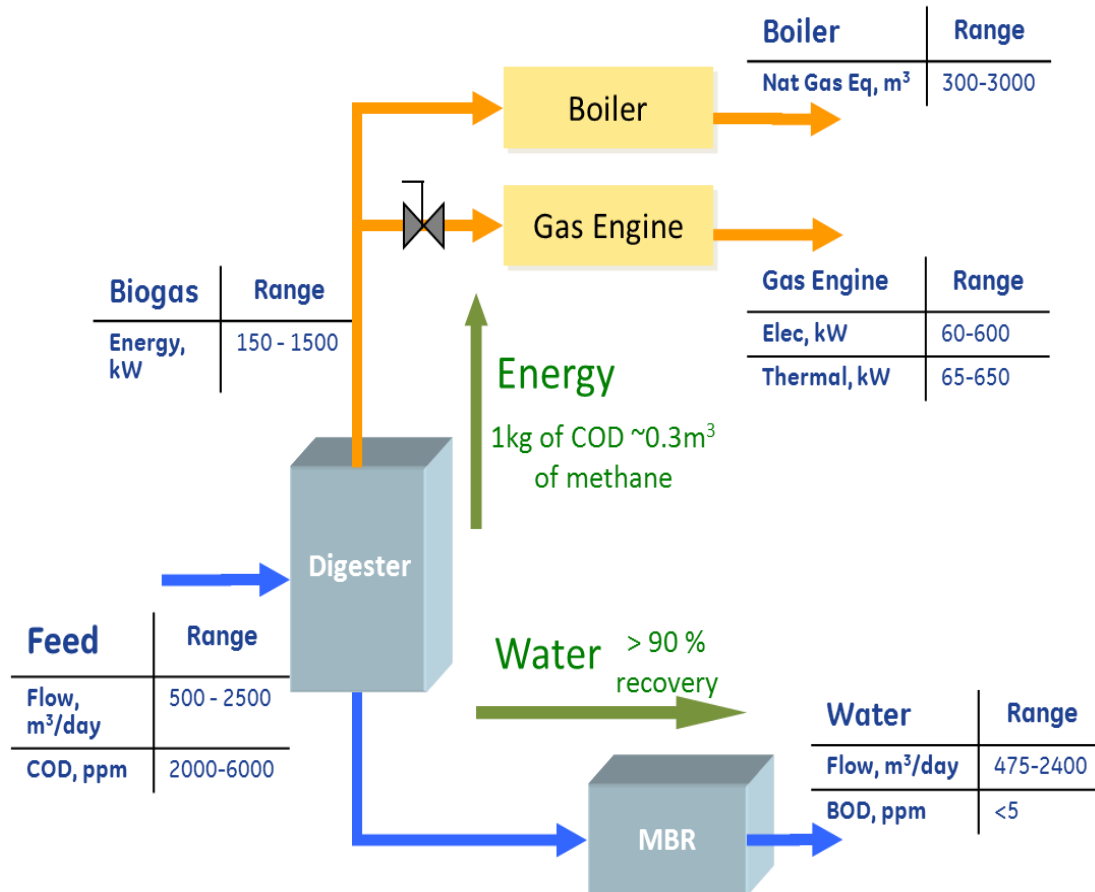 Boiler Range
Nat Gas Eq, m³ 300-3000
Boiler
Gas Engine
Gas Engine Range
Elec, kW 60-600
Thermal, kW 65-650
Biogas Range
Energy, 150 - 1500
kW
Energy
1kg of COD ~0.3m³
of methane
Digester
Feed Range
Flow, 500 - 2500
m³/day
COD, ppm 2000-6000
Water > 90 %
recovery
Water Range
Flow, m³/day 475-2400
BOD, ppm <5
MBR